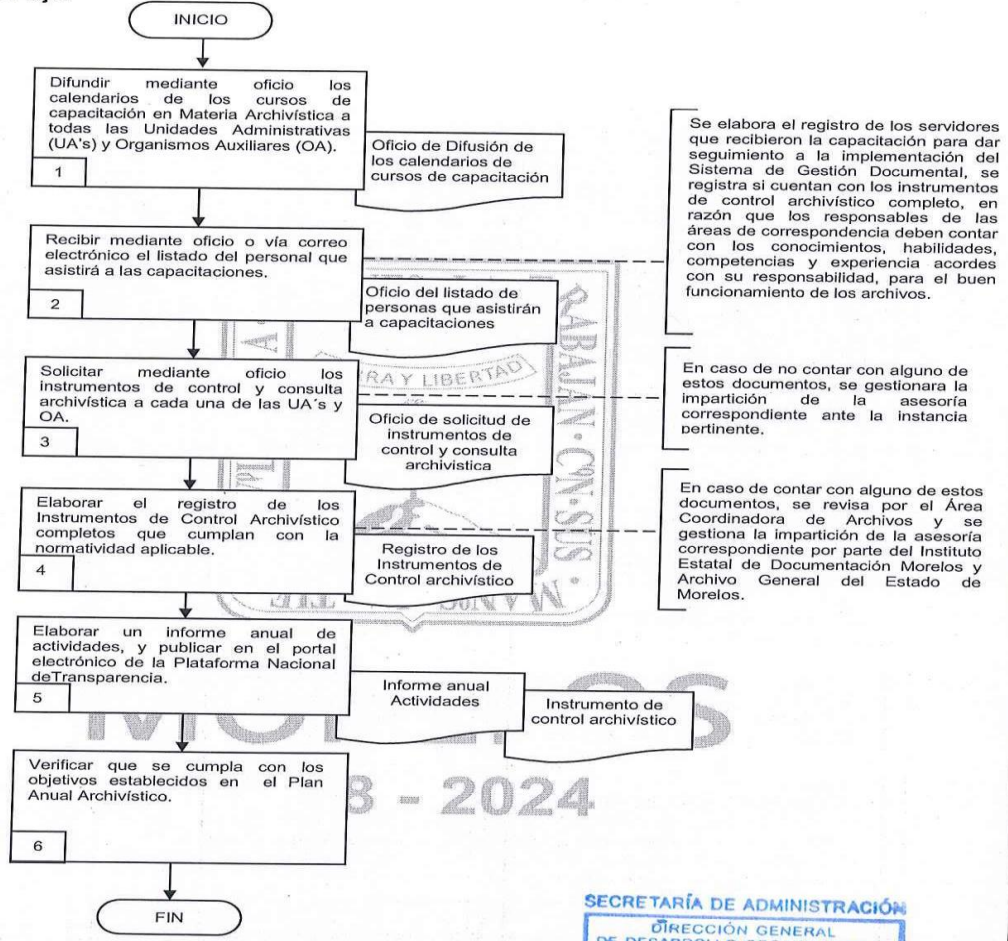 INICIO
Difundir mediante oficio los
calendarios de los cursos de
capacitación en Materia Archivística a
todas las Unidades Administrativas
(UA's) y Organismos Auxiliares (OA).
1
Oficio de Difusión de
los calendarios de
cursos de capacitación
Se elabora el registro de los servidores
que recibieron la capacitación para dar
seguimiento a la implementación del
Sistema de Gestión Documental, se
registra si cuentan con los instrumentos
de control archivístico completo, en
razón que los responsables de las
áreas de correspondencia deben contar
con los conocimientos, habilidades,
competencias y experiencia acordes
con su responsabilidad, para el buen
funcionamiento de los archivos.
Recibir mediante oficio o vía correo
electrónico el listado del personal que
asistirá a las capacitaciones.
2
Oficio del listado de
personas que asistirán
a capacitaciones
Solicitar mediante oficio los
instrumentos de control y consulta
archivística a cada una de las UA´s y
OA.
3
Oficio de solicitud de
instrumentos de
control y consulta
archivistica
En caso de no contar con alguno de
estos documentos, se gestionara la
impartición de la asesoría
correspondiente ante la instancia
pertinente.
Elaborar el registro de los
Instrumentos de Control Archivístico
completos que cumplan con la
normatividad aplicable.
4
Registro de los
Instrumentos de
Control archivístico
En caso de contar con alguno de estos
documentos, se revisa por el Área
Coordinadora de Archivos y se
gestiona la impartición de la asesoría
correspondiente por parte del Instituto
Estatal de Documentación Morelos y
Archivo General del Estado de
Morelos.
Elaborar un informe anual de
actividades, y publicar en el portal
electrónico de la Plataforma Nacional
deTransparencia.
5
Informe anual
Actividades
Instrumento de
control archivístico
Verificar que se cumpla con los
objetivos establecidos en el Plan
Anual Archivístico.
6
FIN
RABAJAN·CON·SUS·MANOS
RA Y LIBERTAD
8 - 2024
SECRETARÍA DE ADMINISTRACIÓN
DIRECCIÓN GENERAL